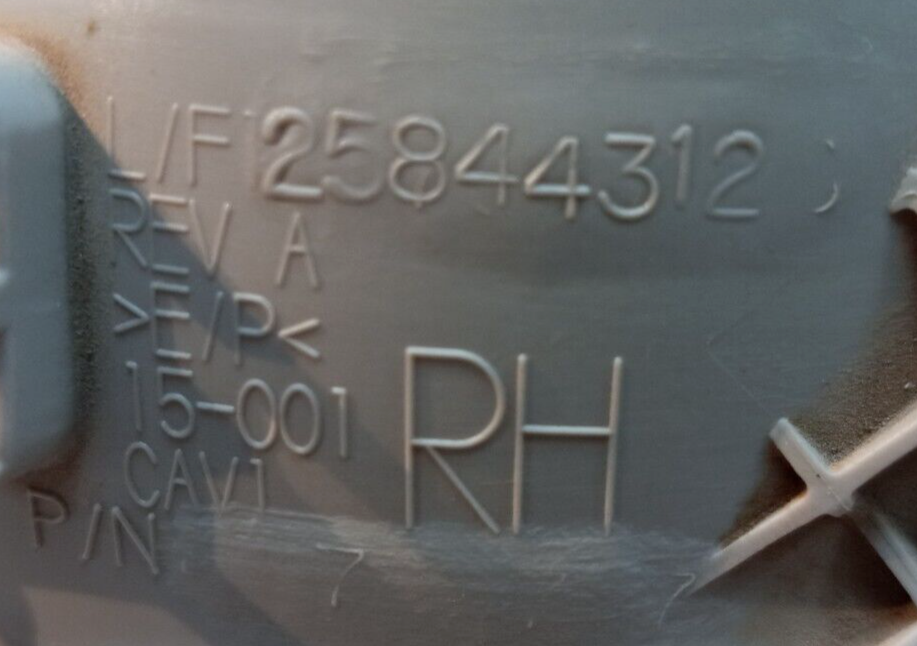 L/F 25844312
REV A
>E/P<
15-001
RH
CAV1
P/N